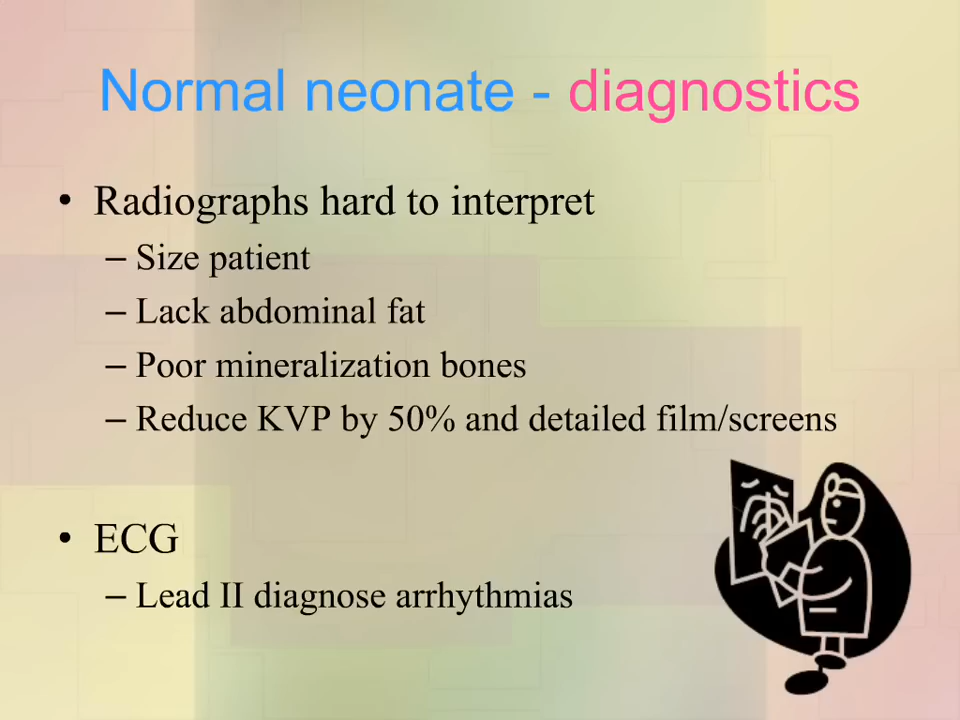 Normal neonate - diagnostics
• Radiographs hard to interpret
– Size patient
– Lack abdominal fat
– Poor mineralization bones
– Reduce KVP by 50% and detailed film/screens
• ECG
– Lead II diagnose arrhythmias